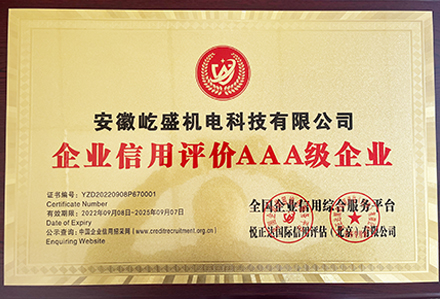 安徽屹盛机电科技有限公司
企业信用评价AAA级企业
证书编号：YZD20220908P670001
Certificate Number
有效期限：2022年09月08日-2025年09月07日
Date of Expiry
公示查询：中国企业信用招采网（www.creditrecruitment.org.cn）
Enquiring Website
全国企业信用综合服务平台
悦正达国际信用评估（北京）有限公司